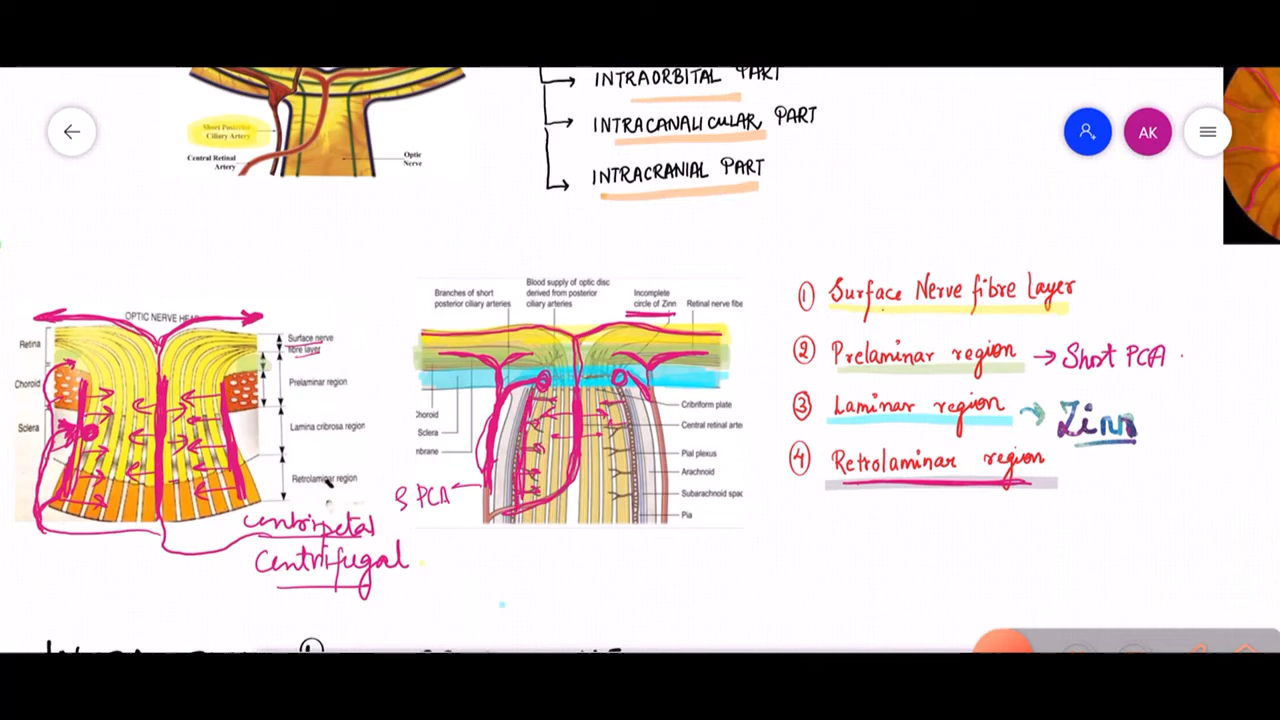 INTRAORBITAL PART
INTRACANALICULAR PART
INTRACRANIAL PART
Short Posterior
Ciliary Artery
Central Retinal
Artery
Optic
Nerve
AK
OPTIC NERVE HEA
Retina
Choroid
Sclera
Surface nerve
fibre layer
Prelaminar region
Lamina cribrosa region
Retrolaminar region
Centripetal
Centrifugal
Branches of short
posterior ciliary arteries
Blood supply of optic disc
derived from posterior
ciliary arteries
Incomplete
circle of Zinn
Retinal nerve fibe
Choroid
Sclera
mbrane
S PCA
Cribriform plate
Central retinal arte
Pial plexus
Arachnoid
Subarachnoid spac
Pia
① Surface Nerve fibre layer
② Prelaminar region → Short PCA
③ Laminar region → Zinn
④ Retrolaminar region